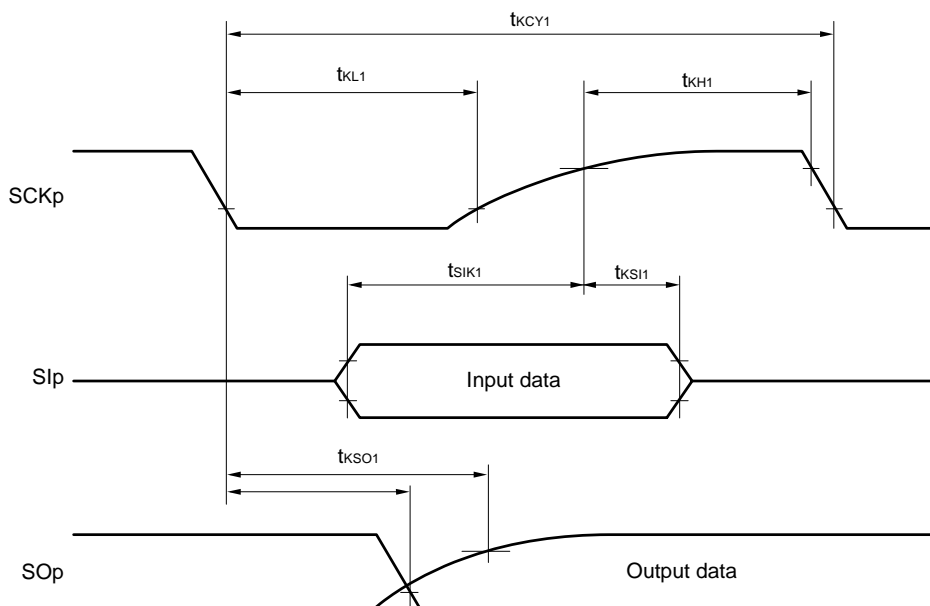 tKCY1
tKL1
tKH1
SCKp
tSIK1
tKSI1
SIp
Input data
tKSO1
SOp
Output data